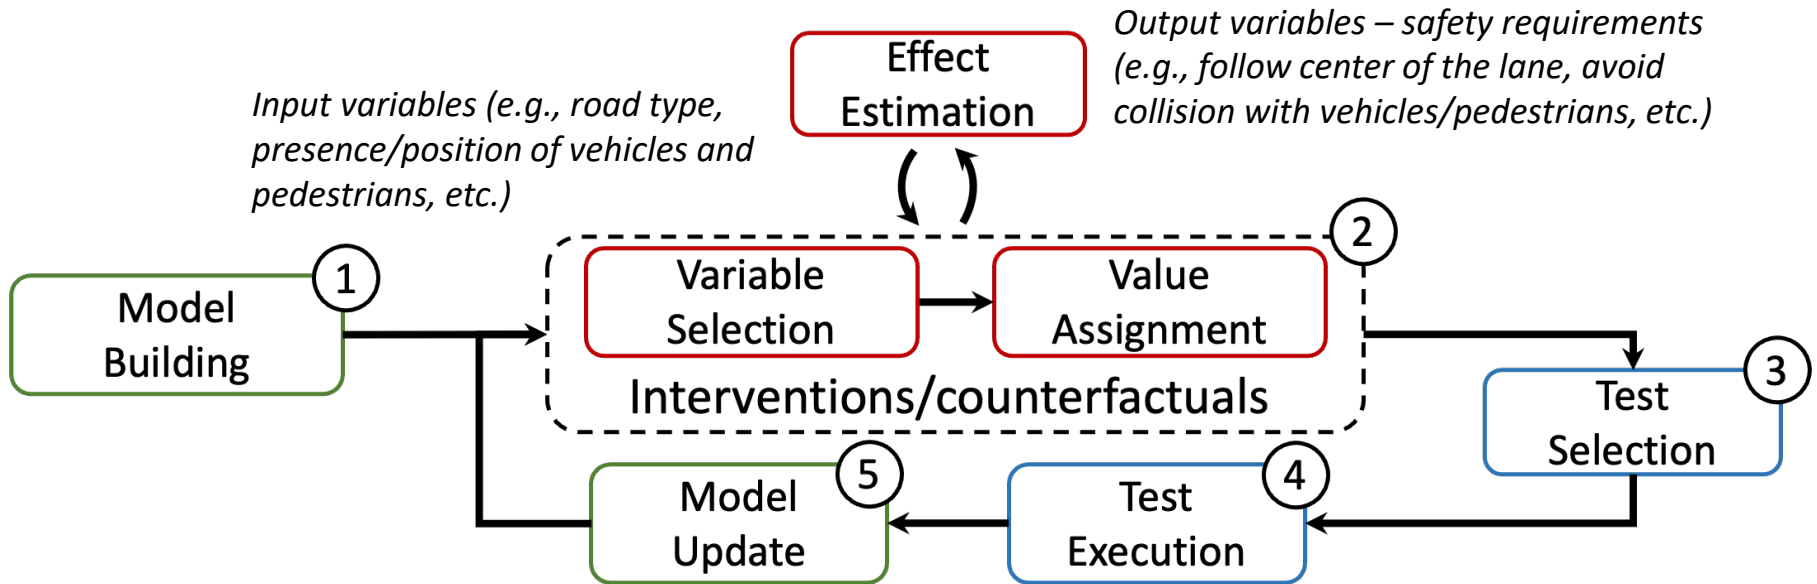 Input variables (e.g., road type,
presence/position of vehicles and
pedestrians, etc.)
Effect
Estimation
Output variables – safety requirements
(e.g., follow center of the lane, avoid
collision with vehicles/pedestrians, etc.)
1
Model
Building
2
Variable
Selection
Value
Assignment
Interventions/counterfactuals
3
Test
Selection
4
Test
Execution
5
Model
Update